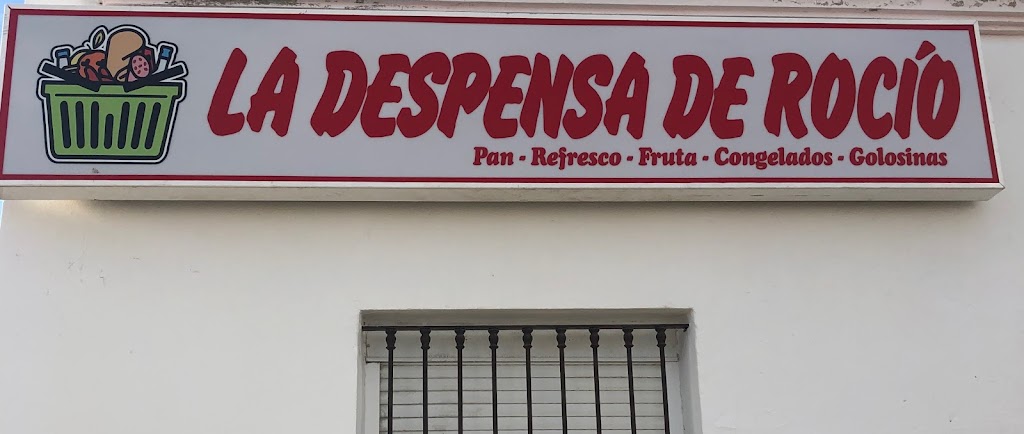 LA DESPENSA DE ROCÍO
Pan - Refresco - Fruta - Congelados - Golosinas